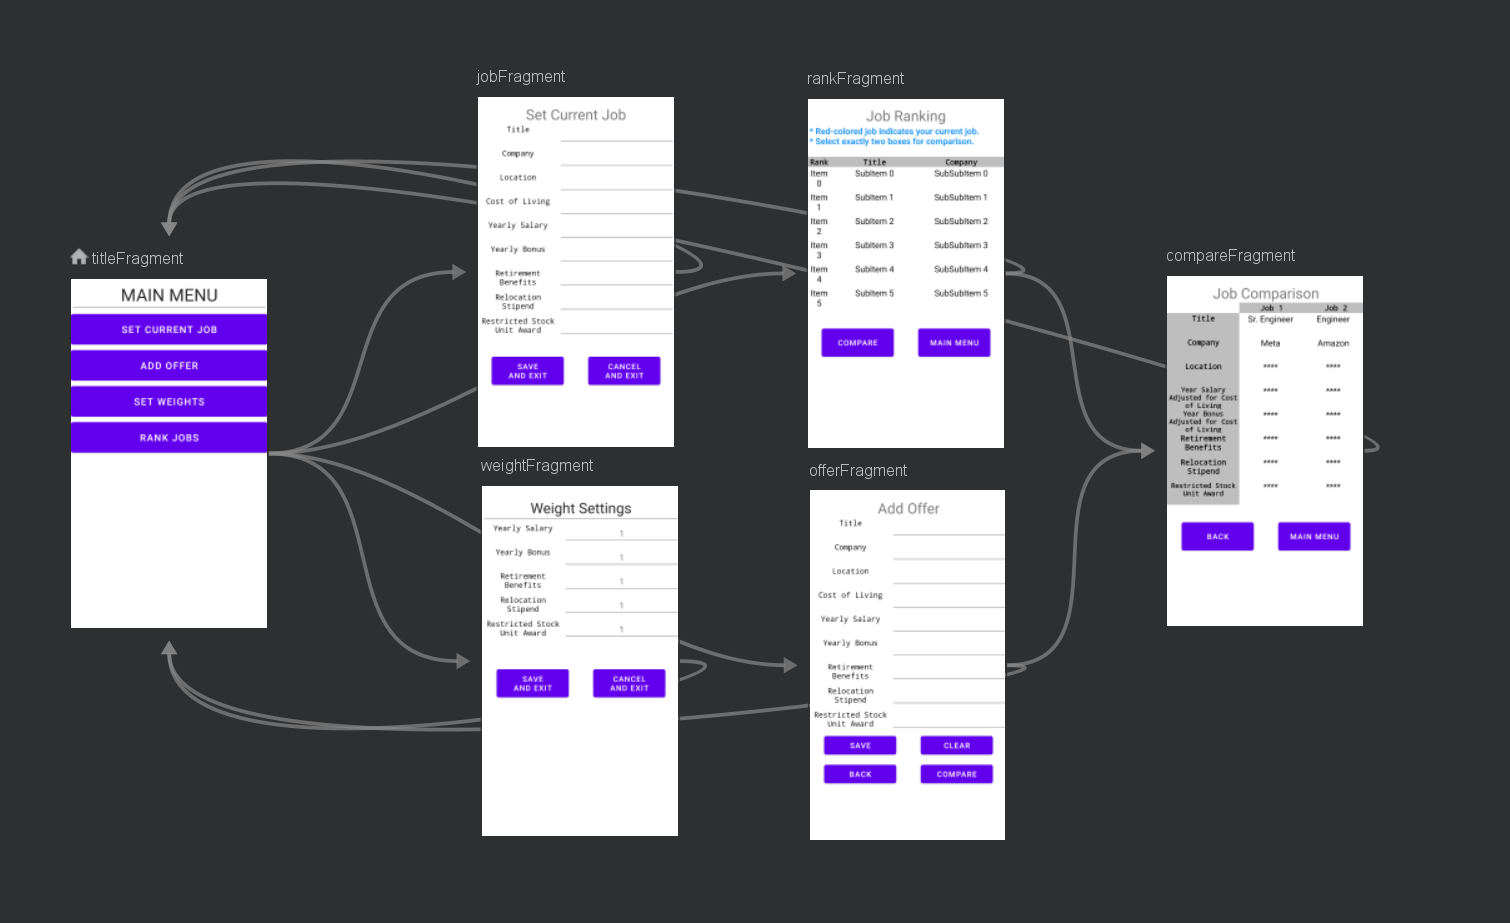 jobFragment
Set Current Job
Title
Company
Location
Cost of Living
Yearly Salary
Yearly Bonus
Retirement
Benefits
Relocation
Stipend
Restricted Stock
Unit Award
SAVE
AND EXIT
CANCEL
AND EXIT
rankFragment
Job Ranking
* Red-colored job indicates your current job.
* Select exactly two boxes for comparison.
Rank Title Company
Item
0 SubItem 0 SubSubItem 0
Item
1 SubItem 1 SubSubItem 1
Item
2 SubItem 2 SubSubItem 2
Item
3 SubItem 3 SubSubItem 3
Item
4 SubItem 4 SubSubItem 4
Item
5 SubItem 5 SubSubItem 5
COMPARE MAIN MENU
titleFragment
MAIN MENU
SET CURRENT JOB
ADD OFFER
SET WEIGHTS
RANK JOBS
compareFragment
Job Comparison
Job 1 Job 2
Title Sr. Engineer Engineer
Company Meta Amazon
Location **** ****
Year Salary
Adjusted for Cost
of Living **** ****
Year Bonus
Adjusted for Cost
of Living **** ****
Retirement
Benefits **** ****
Relocation
Stipend **** ****
Restricted Stock
Unit Award **** ****
BACK MAIN MENU
weightFragment
Weight Settings
Yearly Salary 1
Yearly Bonus 1
Retirement
Benefits 1
Relocation
Stipend 1
Restricted Stock
Unit Award 1
SAVE
AND EXIT
CANCEL
AND EXIT
offerFragment
Add Offer
Title
Company
Location
Cost of Living
Yearly Salary
Yearly Bonus
Retirement
Benefits
Relocation
Stipend
Restricted Stock
Unit Award
SAVE CLEAR
BACK COMPARE